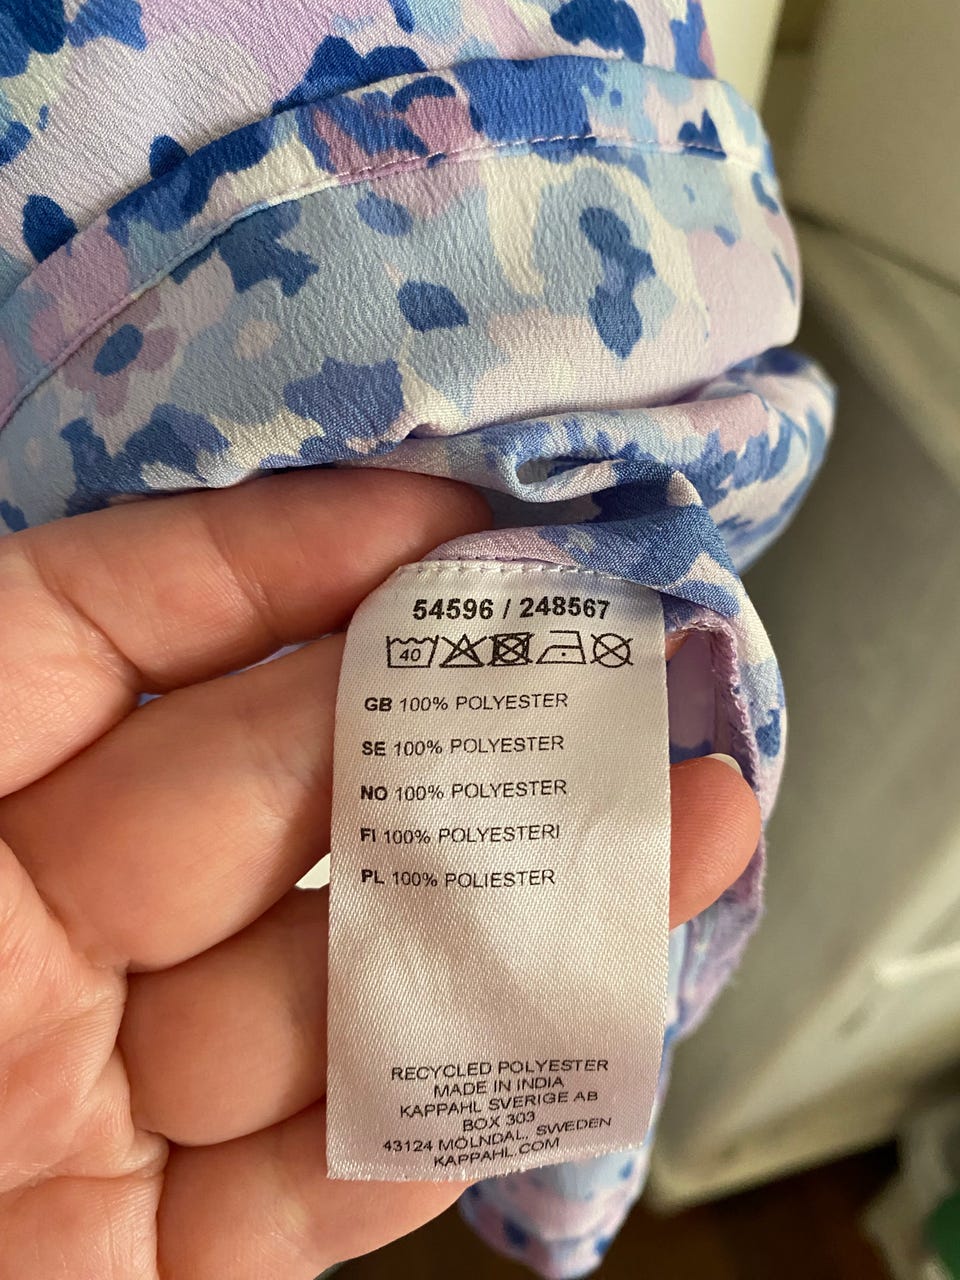 54596 / 248567
40
GB 100% POLYESTER
SE 100% POLYESTER
NO 100% POLYESTER
FI 100% POLYESTERI
PL 100% POLIESTER
RECYCLED POLYESTER
MADE IN INDIA
KAPPAHL SVERIGE AB
BOX 303
43124 MÖLNDAL, SWEDEN
KAPPAHL.COM